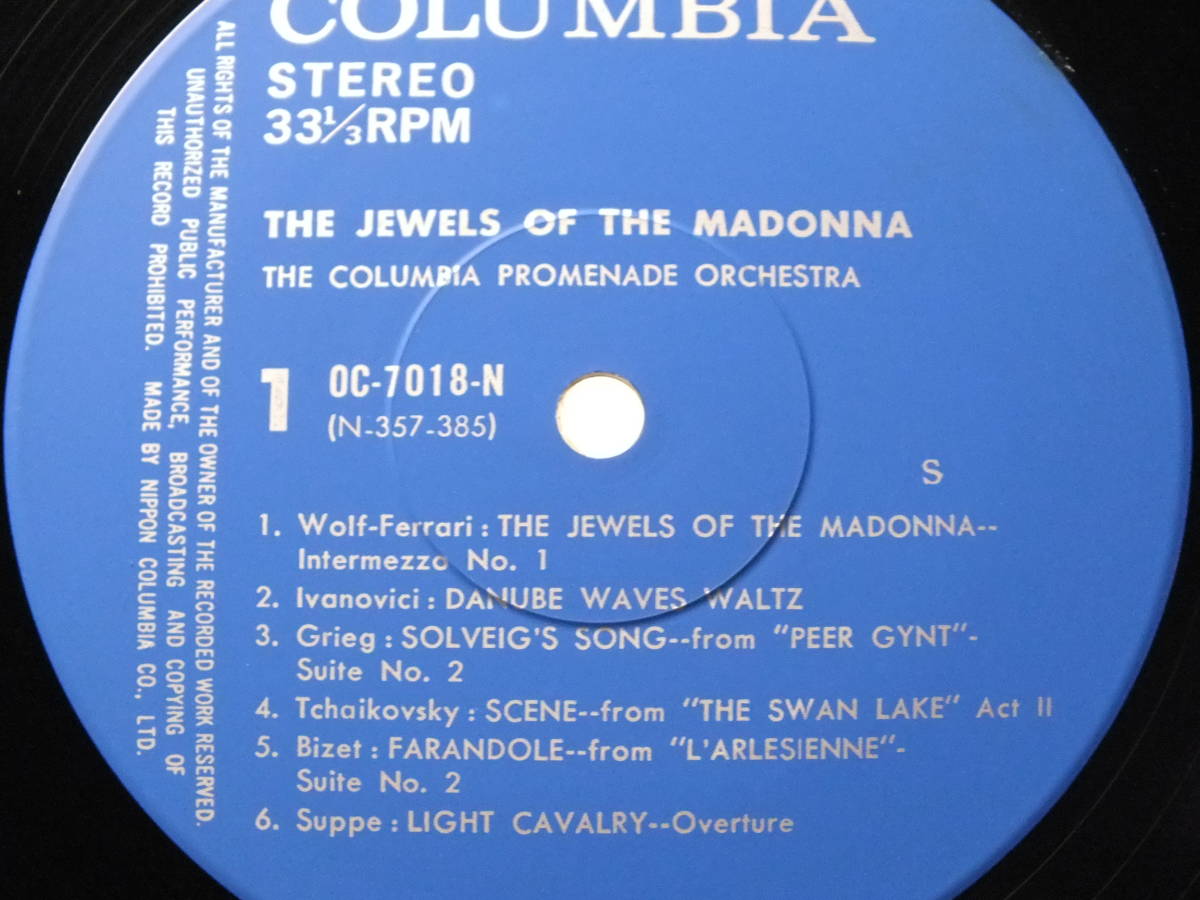 COLUMBIA
STEREO
33⅓RPM
THE JEWELS OF THE MADONNA
THE COLUMBIA PROMENADE ORCHESTRA
1 OC-7018-N
(N-357-385)
S
1. Wolf-Ferrari : THE JEWELS OF THE MADONNA--
Intermezzo No. 1
2. Ivanovici : DANUBE WAVES WALTZ
3. Grieg : SOLVEIG'S SONG--from "PEER GYNT"-
Suite No. 2
4. Tchaikovsky : SCENE--from "THE SWAN LAKE" Act II
5. Bizet : FARANDOLE--from "L'ARLESIENNE"-
Suite No. 2
6. Suppe : LIGHT CAVALRY--Overture
ALL RIGHTS OF THE MANUFACTURER AND OF THE OWNER OF THE RECORDED WORK RESERVED.
UNAUTHORIZED PUBLIC PERFORMANCE, BROADCASTING AND COPYING OF
THIS RECORD PROHIBITED. MADE BY NIPPON COLUMBIA CO., LTD.